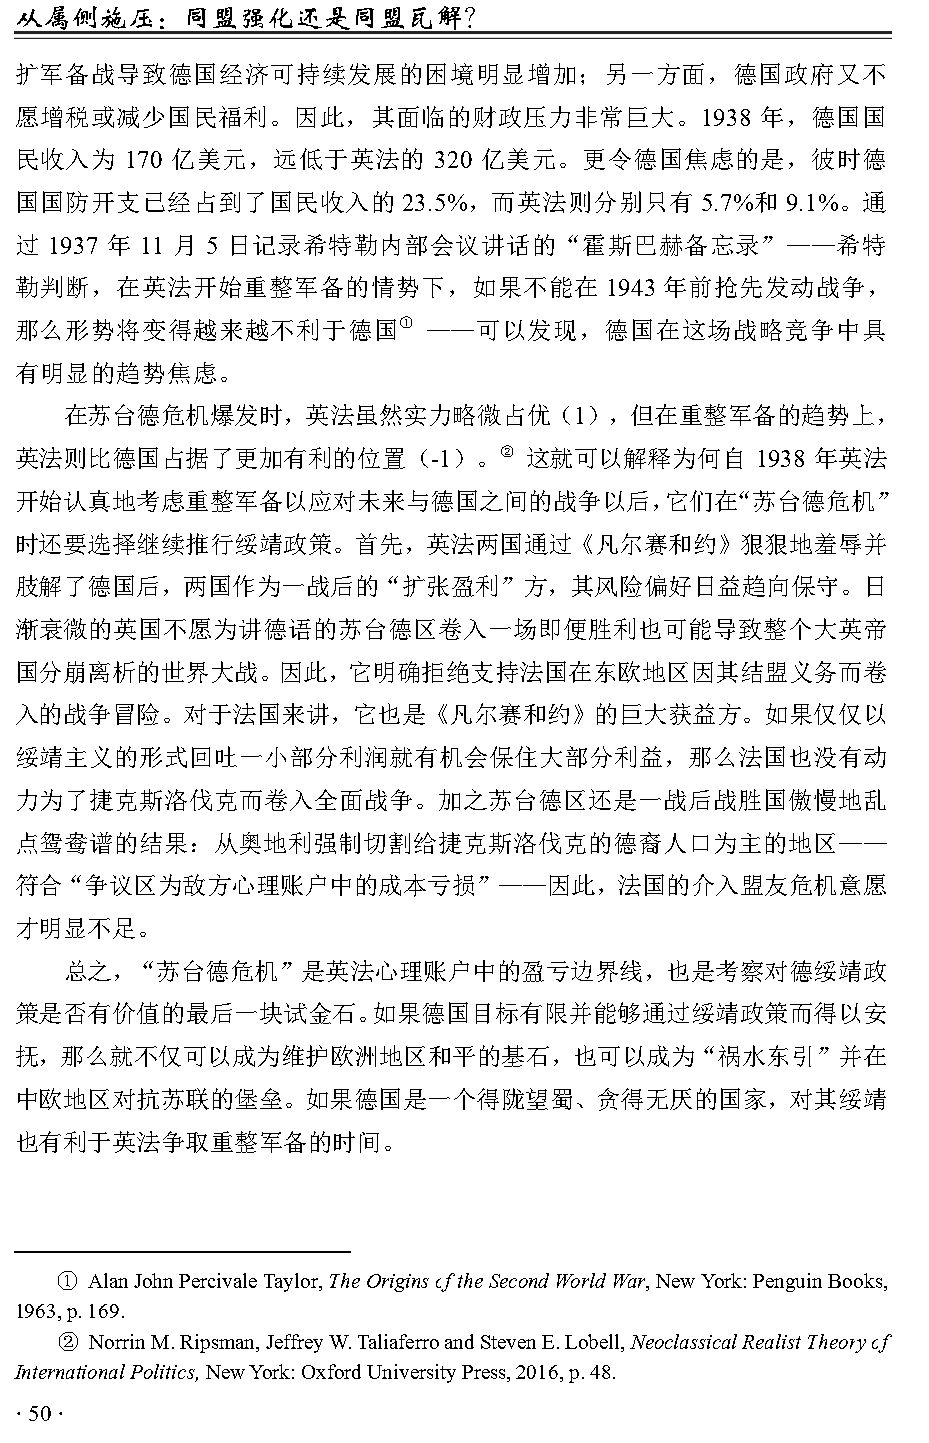 从属侧施压：同盟强化还是同盟瓦解？
扩军备战导致德国经济可持续发展的困境明显增加；另一方面，德国政府又不
愿增税或减少国民福利。因此，其面临的财政压力非常巨大。1938 年，德国国
民收入为 170 亿美元，远低于英法的 320 亿美元。更令德国焦虑的是，彼时德
国国防开支已经占到了国民收入的 23.5%，而英法则分别只有 5.7%和 9.1%。通
过 1937 年 11 月 5 日记录希特勒内部会议讲话的“霍斯巴赫备忘录”——希特
勒判断，在英法开始重整军备的情势下，如果不能在 1943 年前抢先发动战争，
那么形势将变得越来越不利于德国① ——可以发现，德国在这场战略竞争中具
有明显的趋势焦虑。
在苏台德危机爆发时，英法虽然实力略微占优（1），但在重整军备的趋势上，
英法则比德国占据了更加有利的位置（-1）。② 这就可以解释为何自 1938 年英法
开始认真地考虑重整军备以应对未来与德国之间的战争以后，它们在“苏台德危机”
时还要选择继续推行绥靖政策。首先，英法两国通过《凡尔赛和约》狠狠地羞辱并
肢解了德国后，两国作为一战后的“扩张盈利”方，其风险偏好日益趋向保守。日
渐衰微的英国不愿为讲德语的苏台德区卷入一场即便胜利也可能导致整个大英帝
国分崩离析的世界大战。因此，它明确拒绝支持法国在东欧地区因其结盟义务而卷
入的战争冒险。对于法国来讲，它也是《凡尔赛和约》的巨大获益方。如果仅仅以
绥靖主义的形式回吐一小部分利润就有机会保住大部分利益，那么法国也没有动
力为了捷克斯洛伐克而卷入全面战争。加之苏台德区还是一战后战胜国傲慢地乱
点鸳鸯谱的结果：从奥地利强制切割给捷克斯洛伐克的德裔人口为主的地区——
符合“争议区为敌方心理账户中的成本亏损”——因此，法国的介入盟友危机意愿
才明显不足。
总之，“苏台德危机”是英法心理账户中的盈亏边界线，也是考察对德绥靖政
策是否有价值的最后一块试金石。如果德国目标有限并能够通过绥靖政策而得以安
抚，那么就不仅可以成为维护欧洲地区和平的基石，也可以成为“祸水东引”并在
中欧地区对抗苏联的堡垒。如果德国是一个得陇望蜀、贪得无厌的国家，对其绥靖
也有利于英法争取重整军备的时间。
① Alan John Percivale Taylor, The Origins of the Second World War, New York: Penguin Books,
1963, p. 169.
② Norrin M. Ripsman, Jeffrey W. Taliaferro and Steven E. Lobell, Neoclassical Realist Theory of
International Politics, New York: Oxford University Press, 2016, p. 48.
· 50 ·